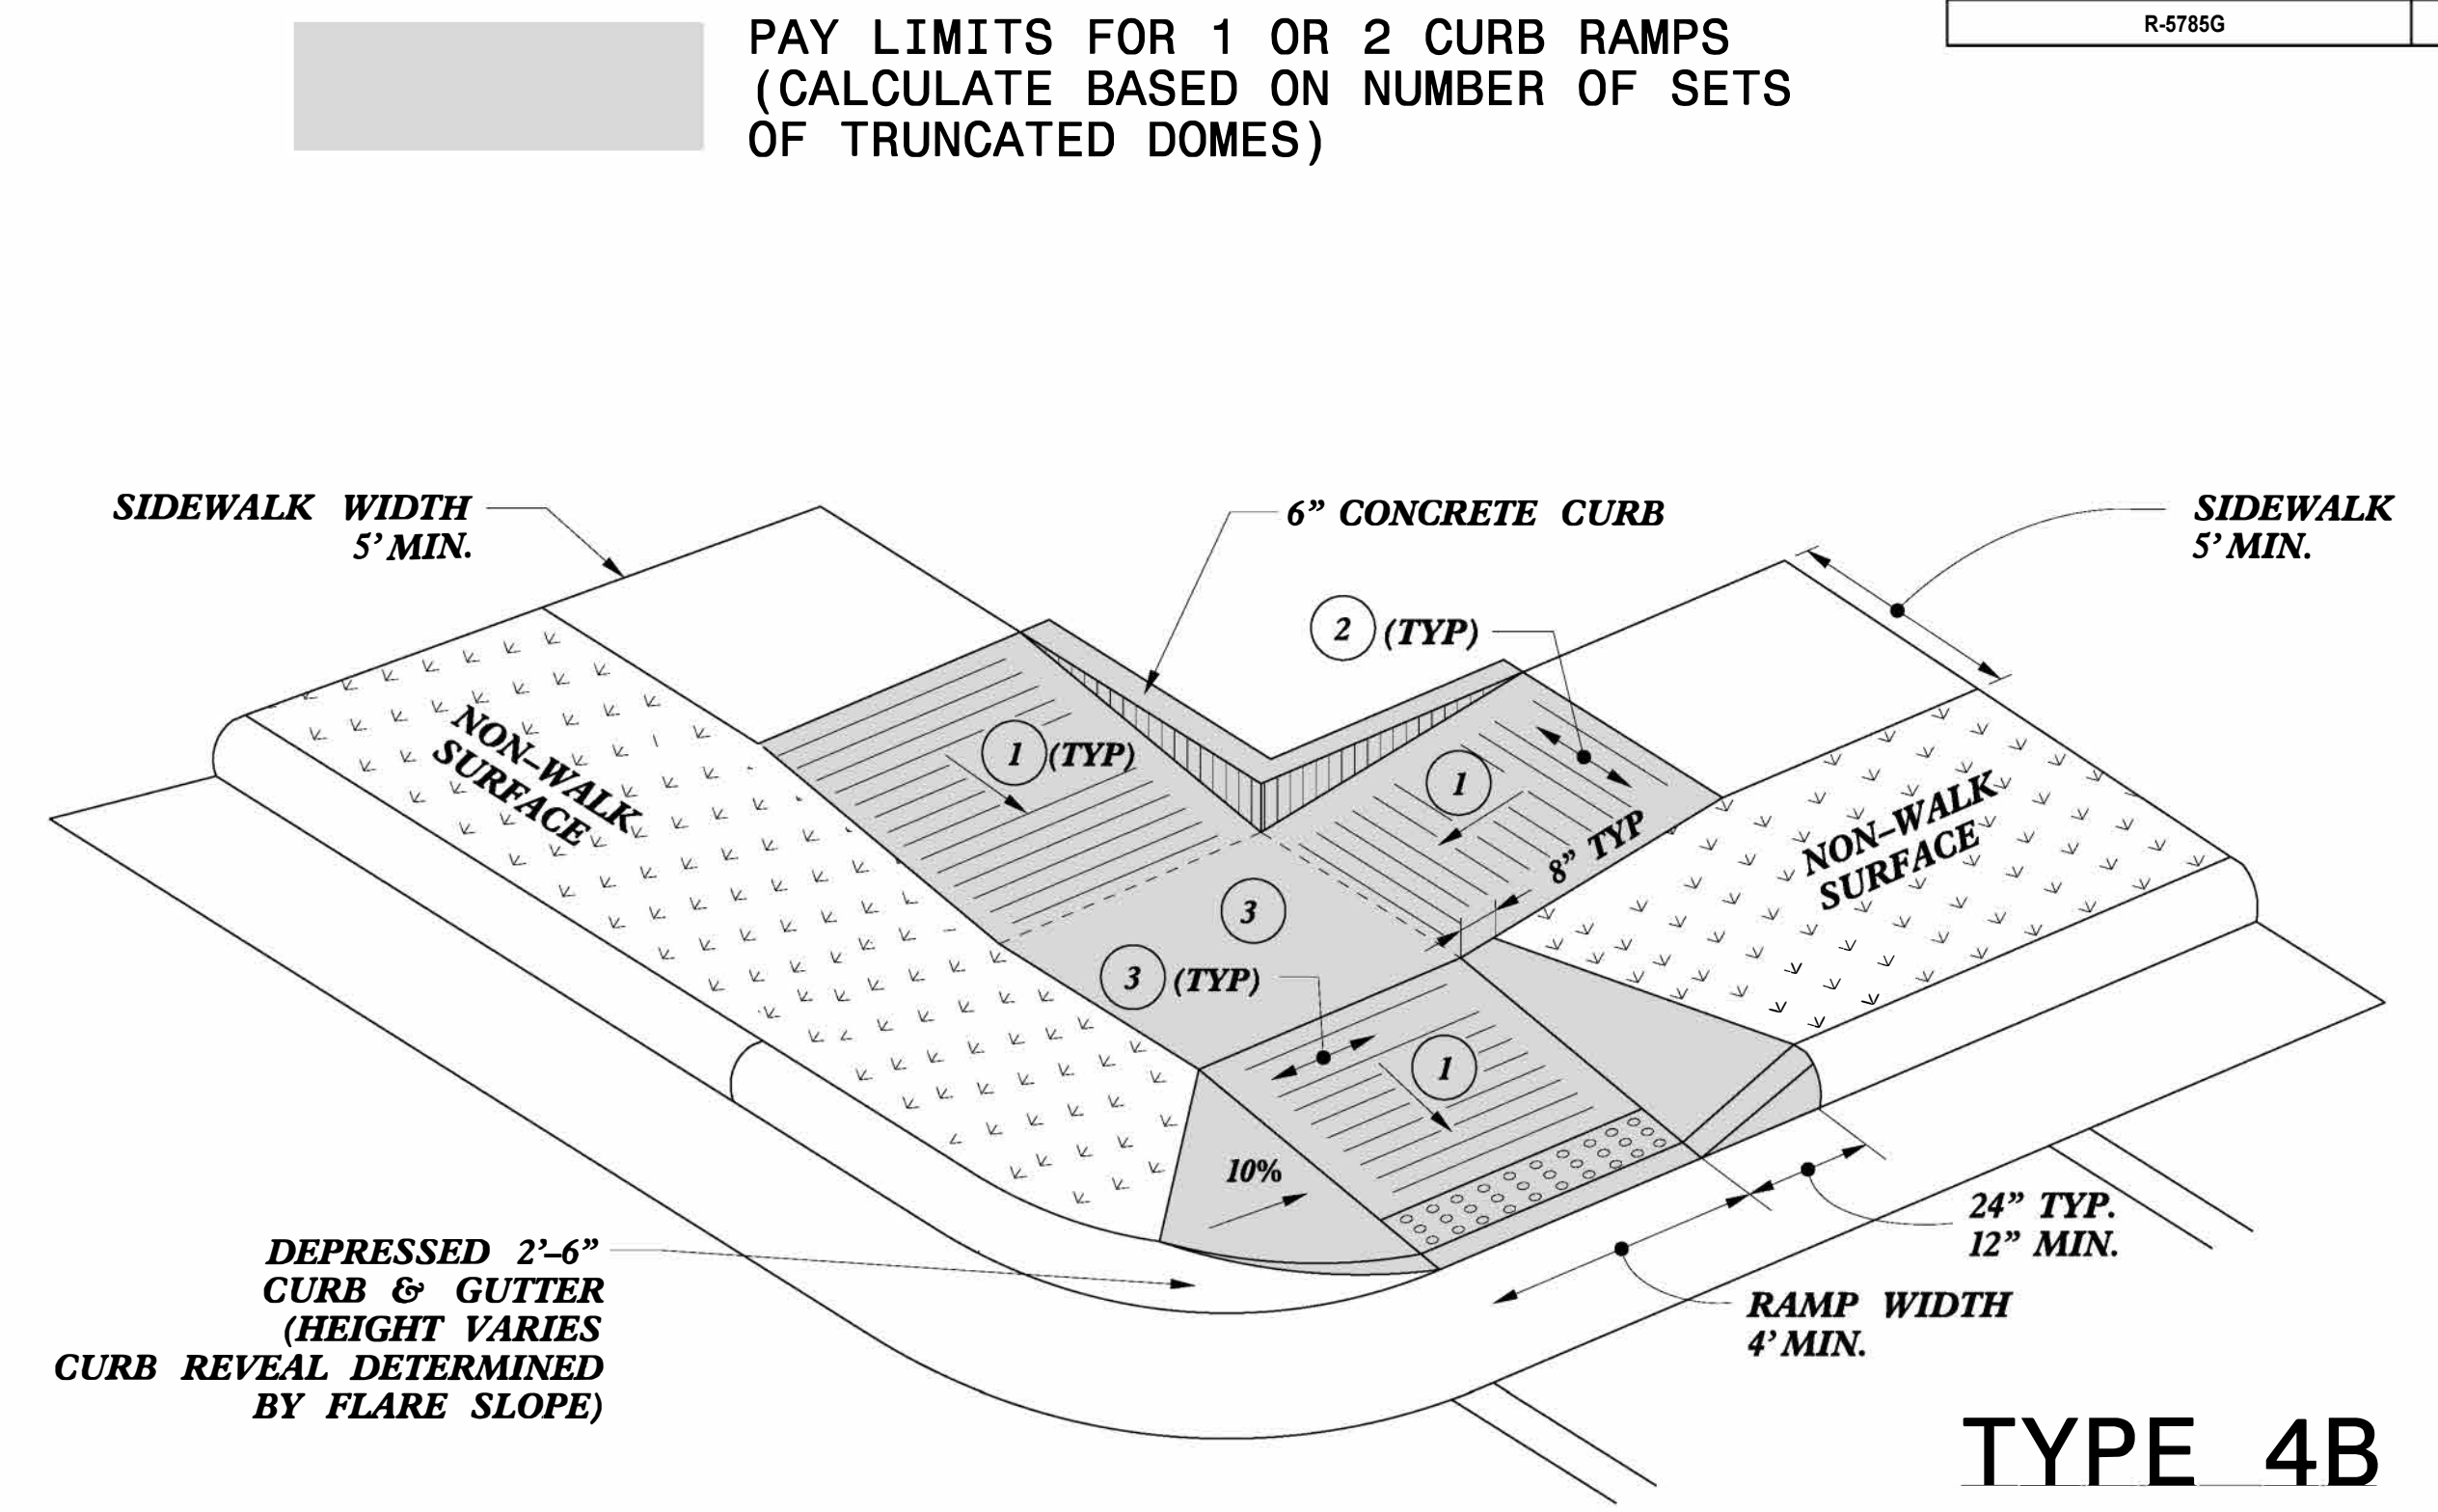 PAY LIMITS FOR 1 OR 2 CURB RAMPS
(CALCULATE BASED ON NUMBER OF SETS
OF TRUNCATED DOMES)
R-5785G
SIDEWALK WIDTH
5' MIN.
6" CONCRETE CURB
SIDEWALK
5' MIN.
2 (TYP)
1 (TYP)
1
8" TYP
NON-WALK
SURFACE
NON-WALK
SURFACE
3
3 (TYP)
1
10%
24" TYP.
12" MIN.
DEPRESSED 2'-6"
CURB & GUTTER
(HEIGHT VARIES
CURB REVEAL DETERMINED
BY FLARE SLOPE)
RAMP WIDTH
4' MIN.
TYPE 4B